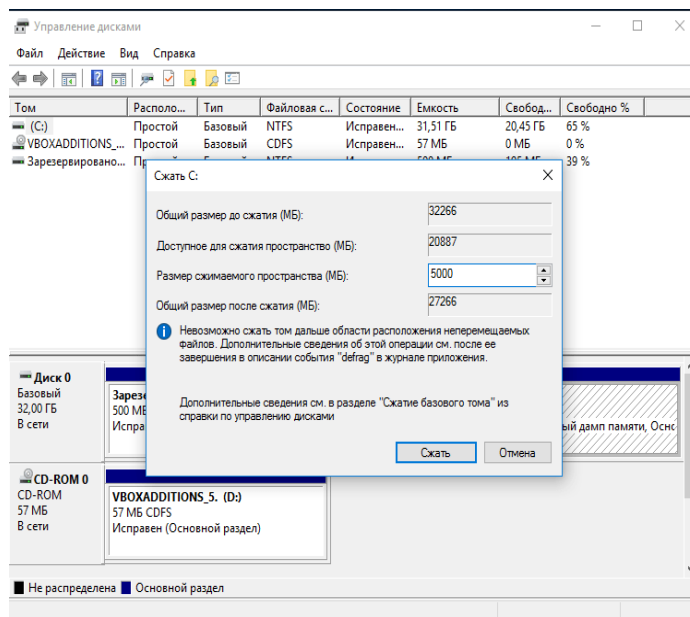 Управление дисками
Файл Действие Вид Справка
Том Располо... Тип Файловая с... Состояние Емкость Свобод... Свободно %
(C:) Простой Базовый NTFS Исправен... 31,51 ГБ 20,45 ГБ 65 %
VBOXADDITIONS_... Простой Базовый CDFS Исправен... 57 МБ 0 МБ 0 %
Зарезервировано... 39 %
Сжать C:
Общий размер до сжатия (МБ): 32266
Доступное для сжатия пространство (МБ): 20887
Размер сжимаемого пространства (МБ): 5000
Общий размер после сжатия (МБ): 27266
Невозможно сжать том дальше области расположения неперемещаемых
файлов. Дополнительные сведения об этой операции см. после ее
завершения в описании события "defrag" в журнале приложения.
Дополнительные сведения см. в разделе "Сжатие базового тома" из
справки по управлению дисками
Сжать Отмена
Диск 0
Базовый
32,00 ГБ
В сети
Зарезе
500 МБ
Испра
ый дамп памяти, Оснс
CD-ROM 0
CD-ROM
57 МБ
В сети
VBOXADDITIONS_5. (D:)
57 МБ CDFS
Исправен (Основной раздел)
Не распределена Основной раздел